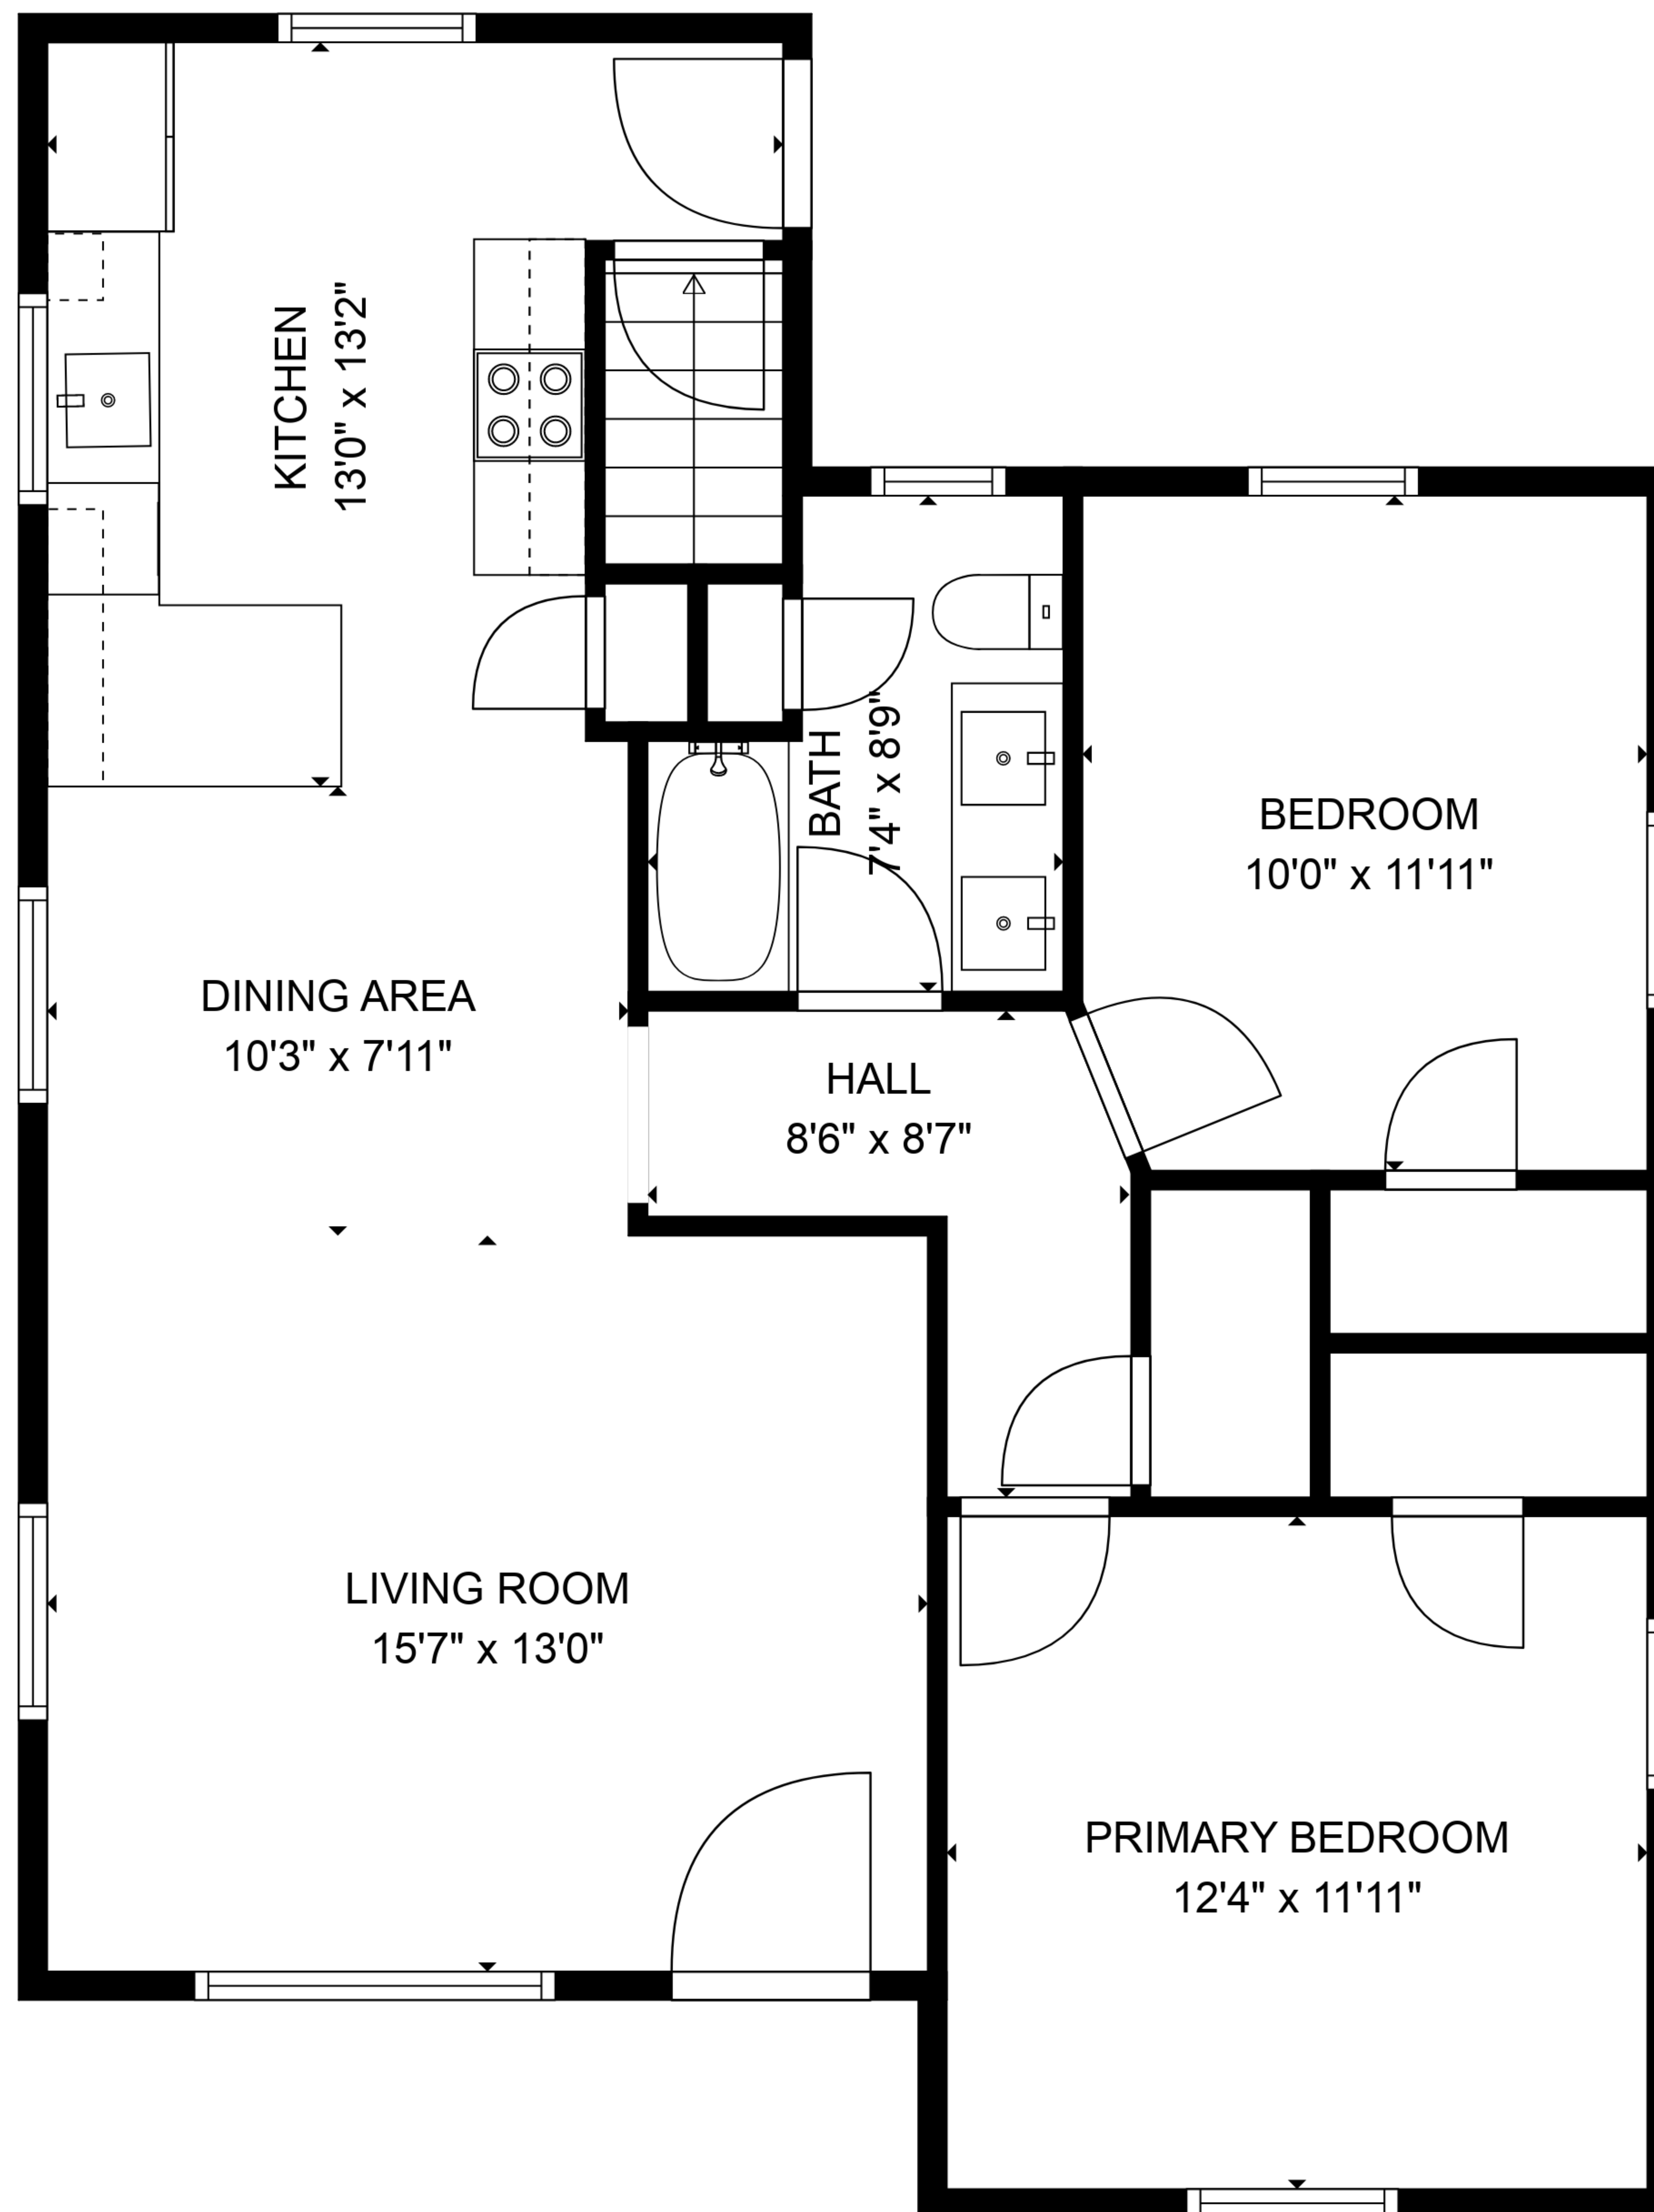 KITCHEN
13'0" x 13'2"
BATH
7'4" x 8'9"
BEDROOM
10'0" x 11'11"
DINING AREA
10'3" x 7'11"
HALL
8'6" x 8'7"
LIVING ROOM
15'7" x 13'0"
PRIMARY BEDROOM
12'4" x 11'11"